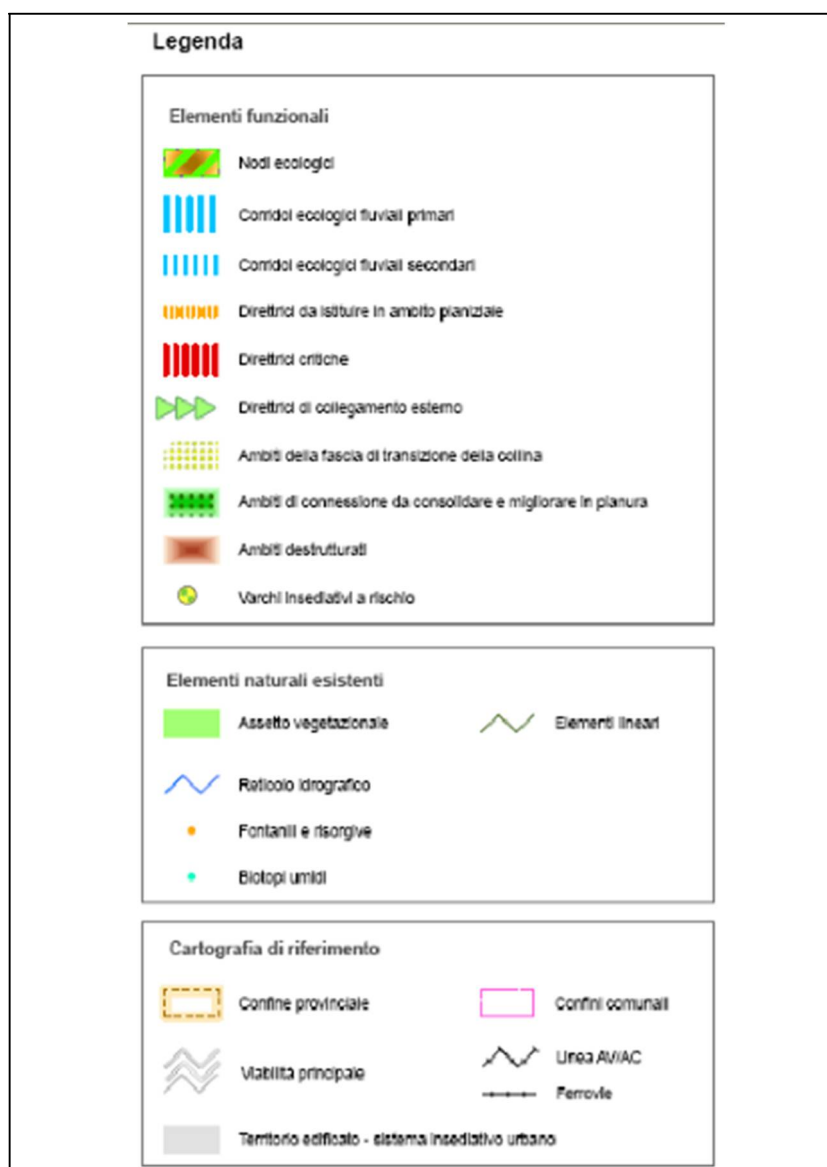 Legenda
Elementi funzionali
Nodi ecologici
Corridoi ecologici fluviali primari
Corridoi ecologici fluviali secondari
Direttrici da istituire in ambito planiziale
Direttrici critiche
Direttrici di collegamento esterno
Ambiti della fascia di transizione della collina
Ambiti di connessione da consolidare e migliorare in pianura
Ambiti destrutturati
Varchi insediativi a rischio
Elementi naturali esistenti
Assetto vegetazionale
Elementi lineari
Reticolo idrografico
Fontanili e risorgive
Biotopi umidi
Cartografia di riferimento
Confine provinciale
Confini comunali
Viabilità principale
Linea AV/AC
Ferrovie
Territorio edificato - sistema insediativo urbano